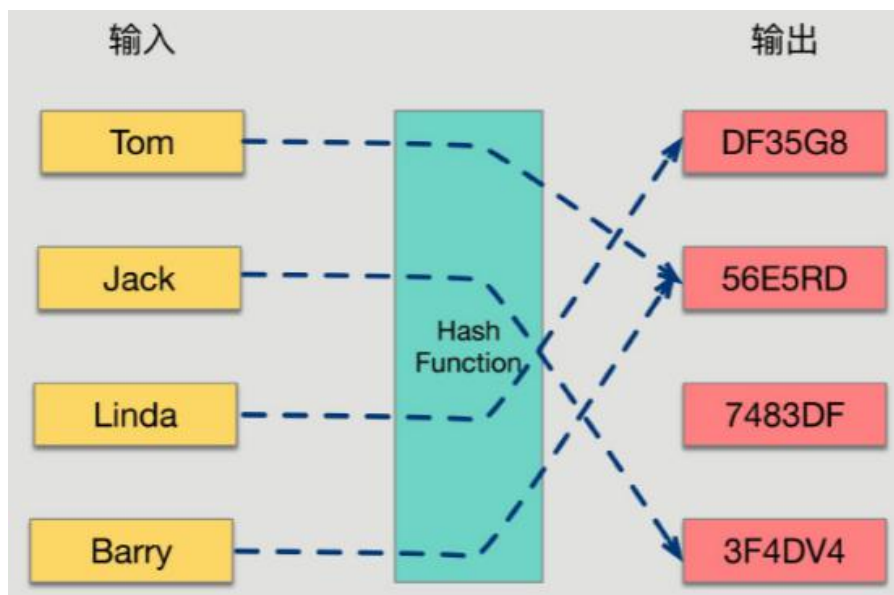 输入
输出
Tom
DF35G8
Jack
56E5RD
Hash
Function
Linda
7483DF
Barry
3F4DV4